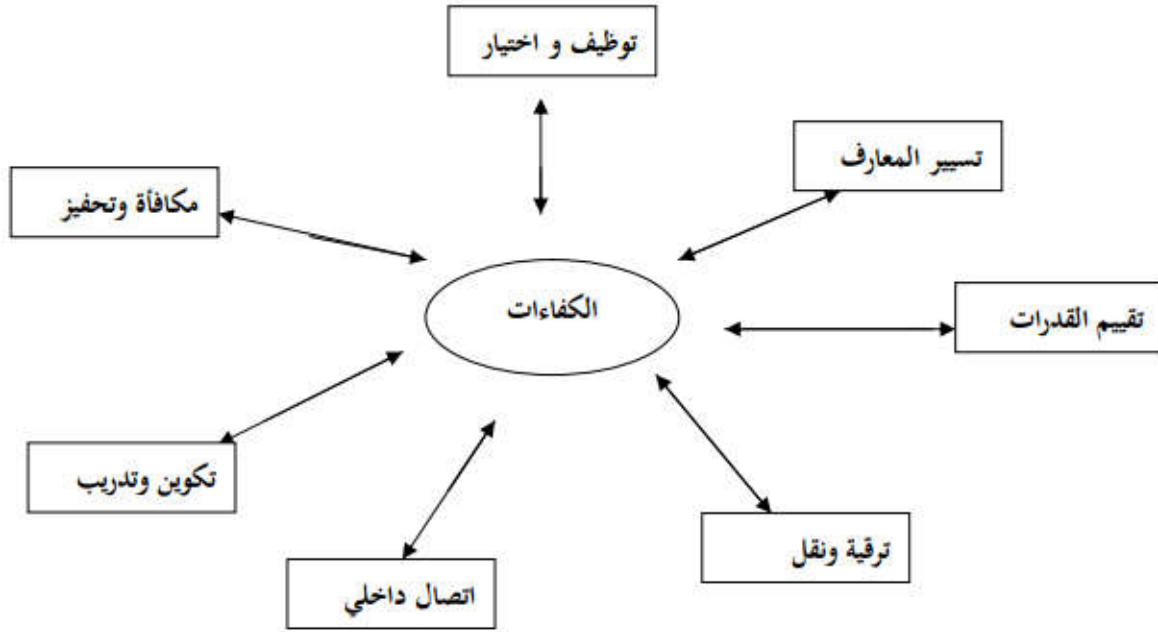 توظيف و اختيار
تسيير المعارف
مكافأة وتحفيز
الكفاءات
تقييم القدرات
تكوين وتدريب
ترقية ونقل
اتصال داخلي